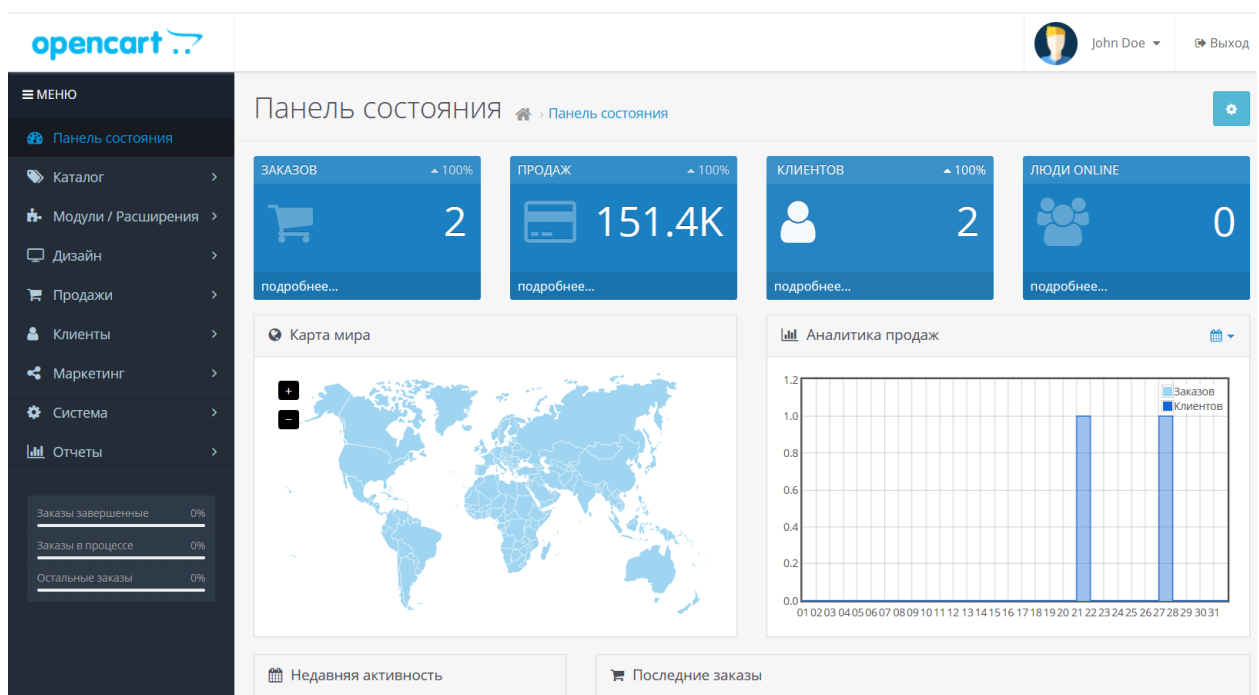 opencart
John Doe
Выход
МЕНЮ
Панель состояния
Каталог
Модули / Расширения
Дизайн
Продажи
Клиенты
Маркетинг
Система
Отчеты
Заказы завершенные 0%
Заказы в процессе 0%
Остальные заказы 0%
Панель состояния › Панель состояния
ЗАКАЗОВ 100%
2
подробнее...
ПРОДАЖ 100%
151.4K
подробнее...
КЛИЕНТОВ 100%
2
подробнее...
ЛЮДИ ONLINE
0
подробнее...
Карта мира
+
−
Аналитика продаж
Заказов
Клиентов
1.2
1.0
0.8
0.6
0.4
0.2
0.0
01 02 03 04 05 06 07 08 09 10 11 12 13 14 15 16 17 18 19 20 21 22 23 24 25 26 27 28 29 30 31
Недавняя активность
Последние заказы